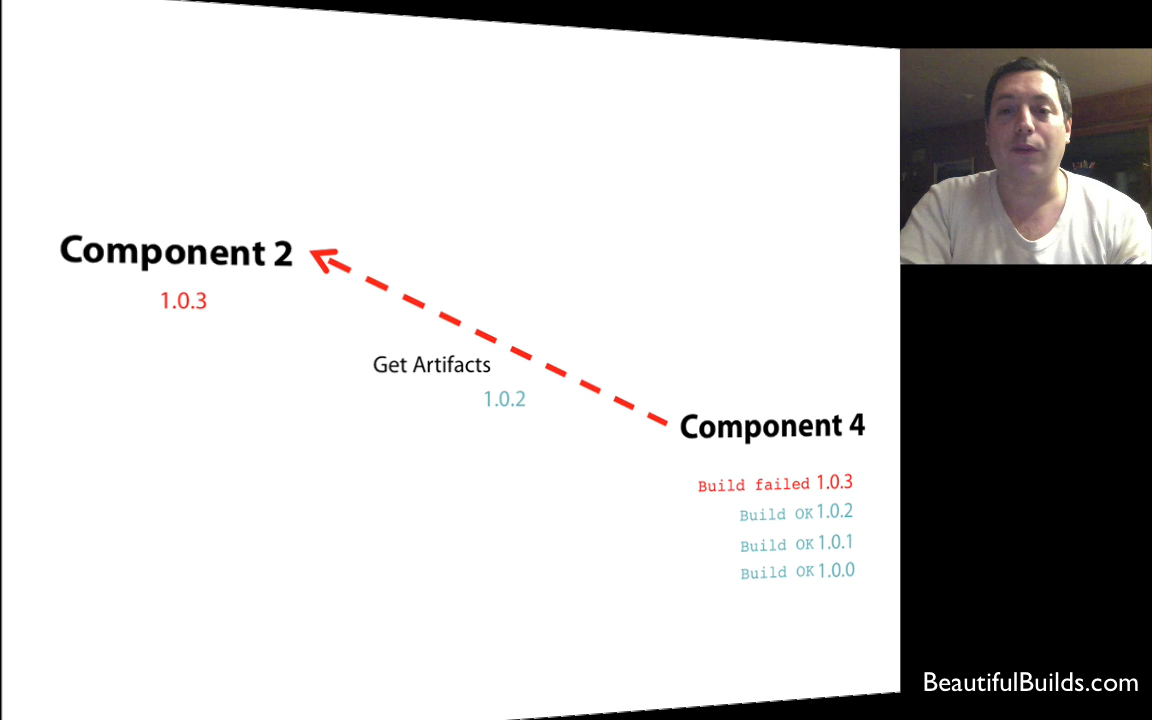 Component 2
1.0.3
Get Artifacts
1.0.2
Component 4
Build failed 1.0.3
Build OK 1.0.2
Build OK 1.0.1
Build OK 1.0.0
BeautifulBuilds.com